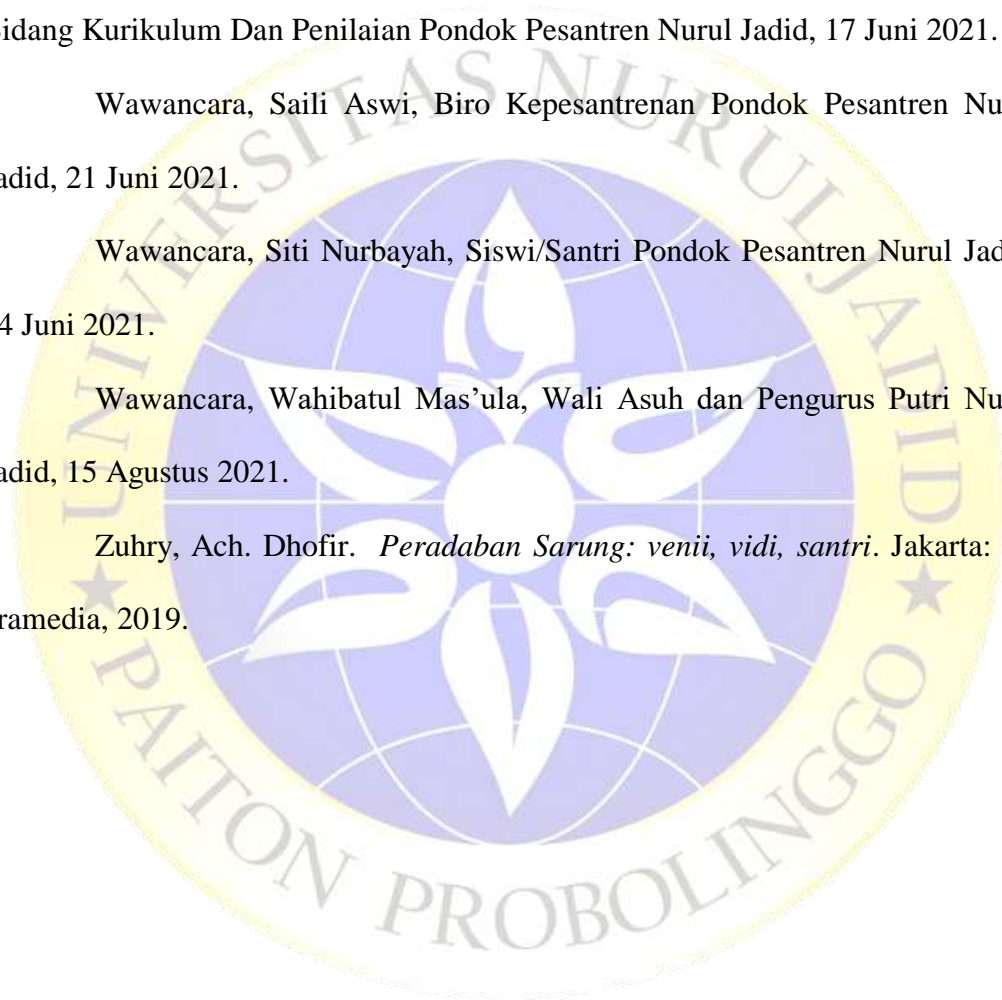 idang Kurikulum Dan Penilaian Pondok Pesantren Nurul Jadid, 17 Juni 2021.
Wawancara, Saili Aswi, Biro Kepesantrenan Pondok Pesantren Nu
adid, 21 Juni 2021.
Wawancara, Siti Nurbayah, Siswi/Santri Pondok Pesantren Nurul Jad
4 Juni 2021.
Wawancara, Wahibatul Mas’ula, Wali Asuh dan Pengurus Putri Nu
adid, 15 Agustus 2021.
Zuhry, Ach. Dhofir. Peradaban Sarung: venii, vidi, santri. Jakarta:
ramedia, 2019.
UNIVERSITAS NURUL JADID
PAITON PROBOLINGGO